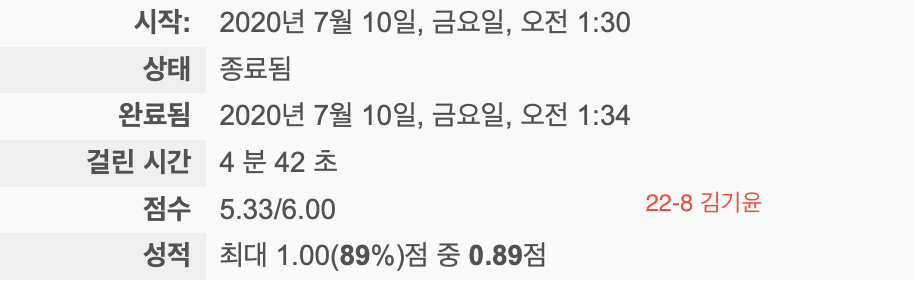 시작: 2020년 7월 10일, 금요일, 오전 1:30
상태 종료됨
완료됨 2020년 7월 10일, 금요일, 오전 1:34
걸린 시간 4 분 42 초
점수 5.33/6.00 22-8 김기윤
성적 최대 1.00(89%)점 중 0.89점